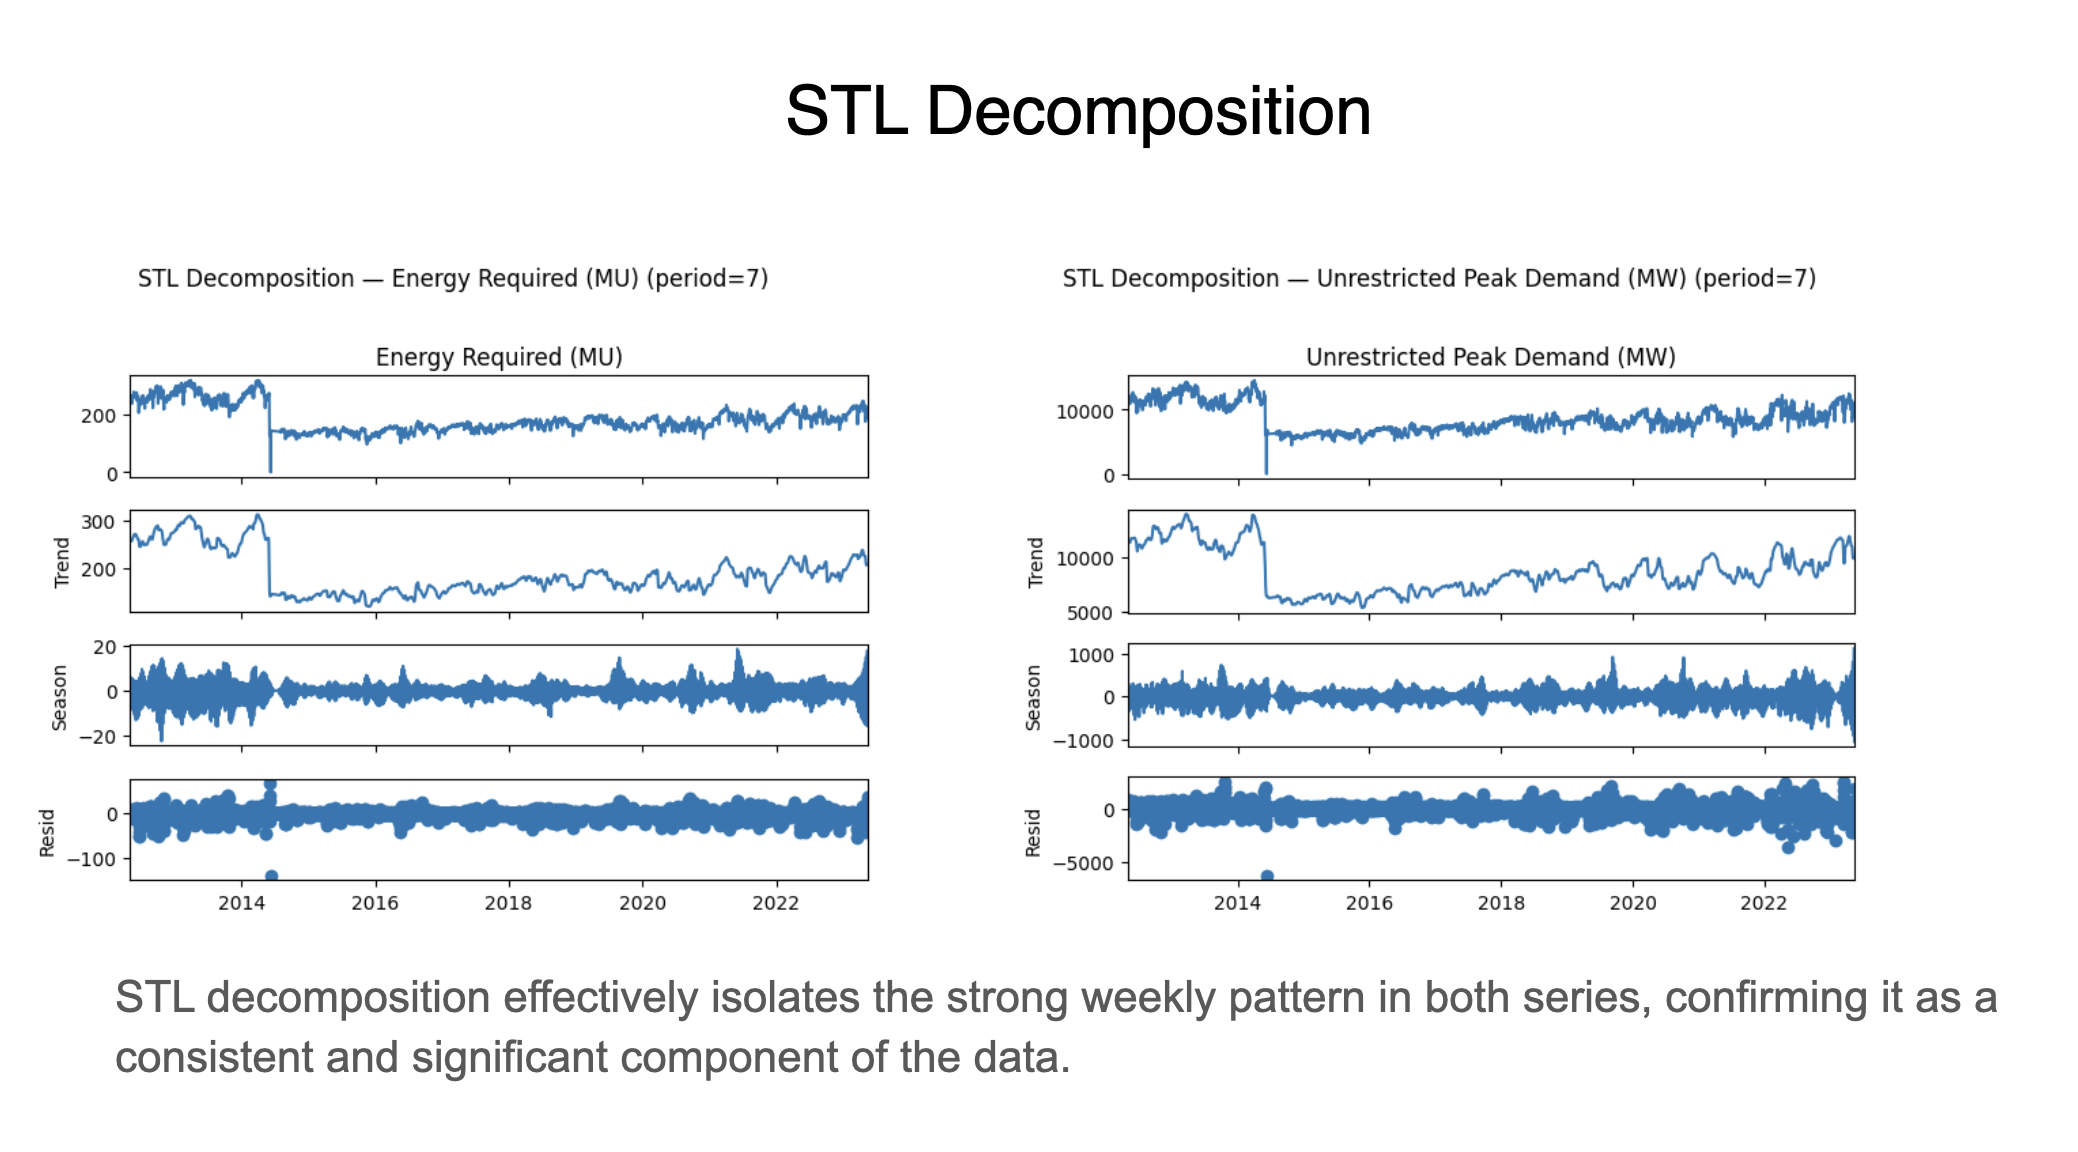 STL Decomposition
STL Decomposition — Energy Required (MU) (period=7)
Energy Required (MU)
200
0
300
200
Trend
20
0
−20
Season
0
−100
Resid
2014 2016 2018 2020 2022
STL Decomposition — Unrestricted Peak Demand (MW) (period=7)
Unrestricted Peak Demand (MW)
10000
0
10000
5000
Trend
1000
0
−1000
Season
0
−5000
Resid
2014 2016 2018 2020 2022
STL decomposition effectively isolates the strong weekly pattern in both series, confirming it as a
consistent and significant component of the data.